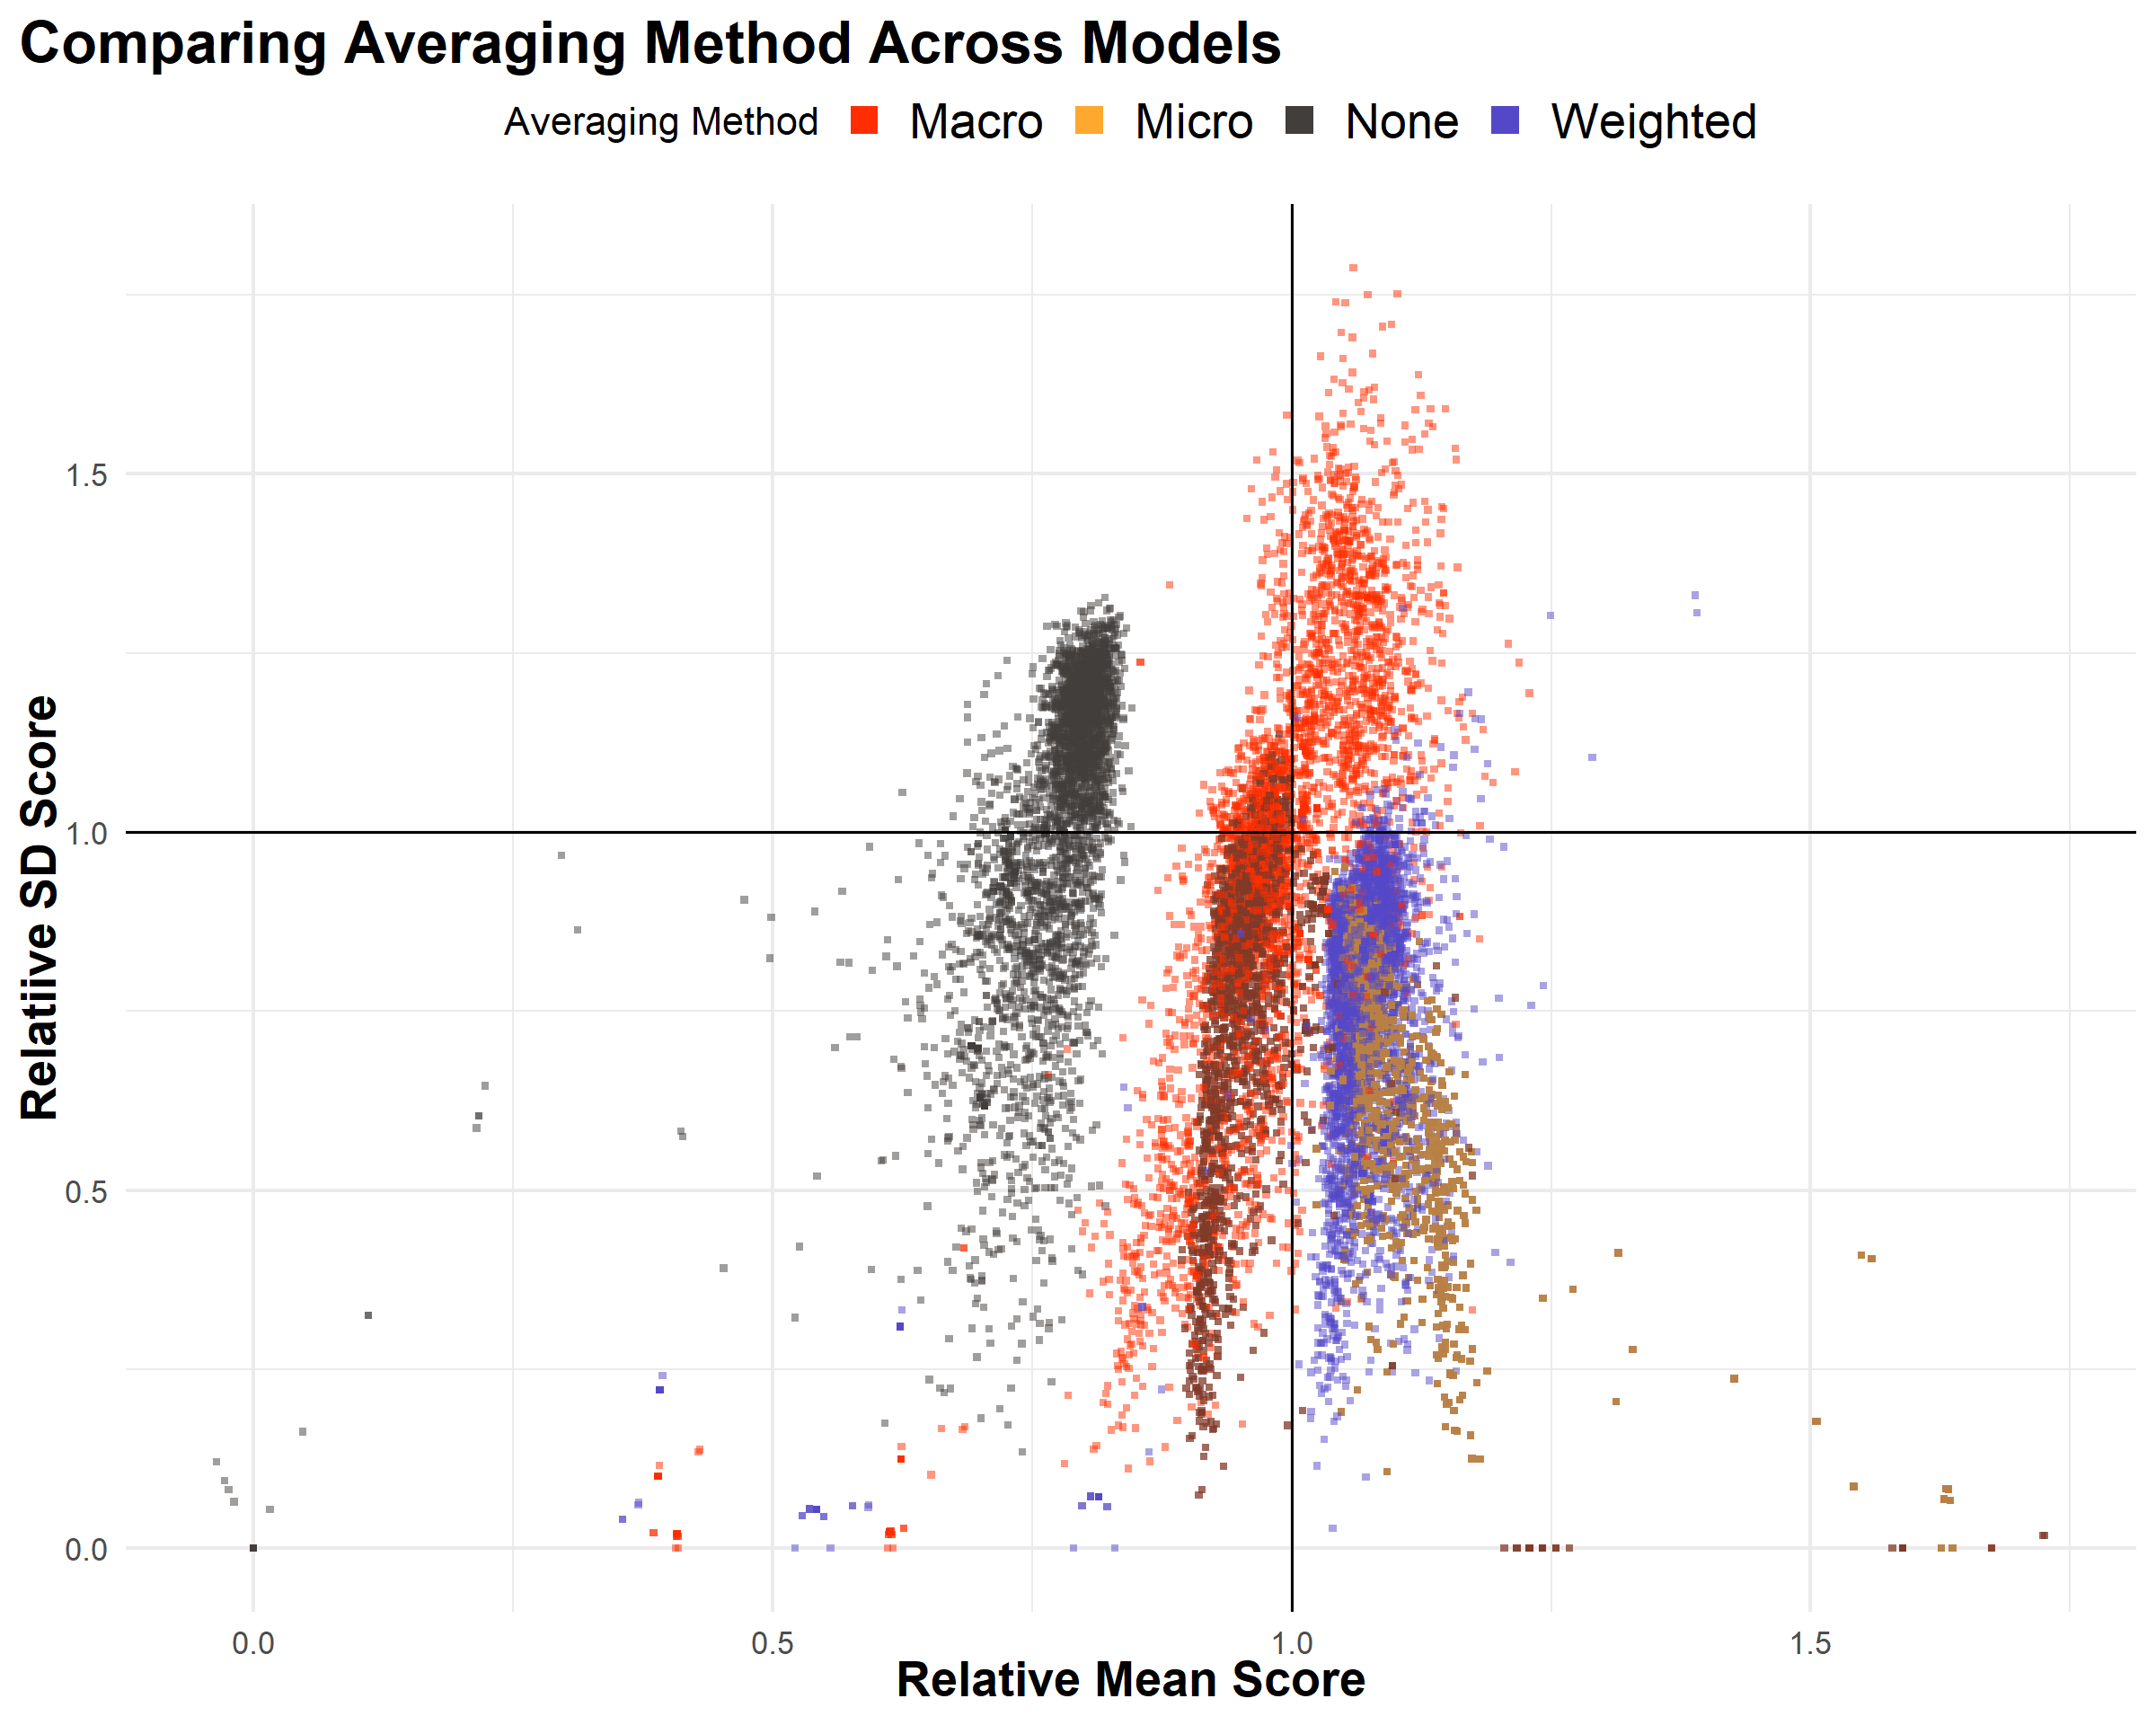 Comparing Averaging Method Across Models
Averaging Method Macro Micro None Weighted
Relatiive SD Score
1.5
1.0
0.5
0.0
0.0 0.5 1.0 1.5
Relative Mean Score